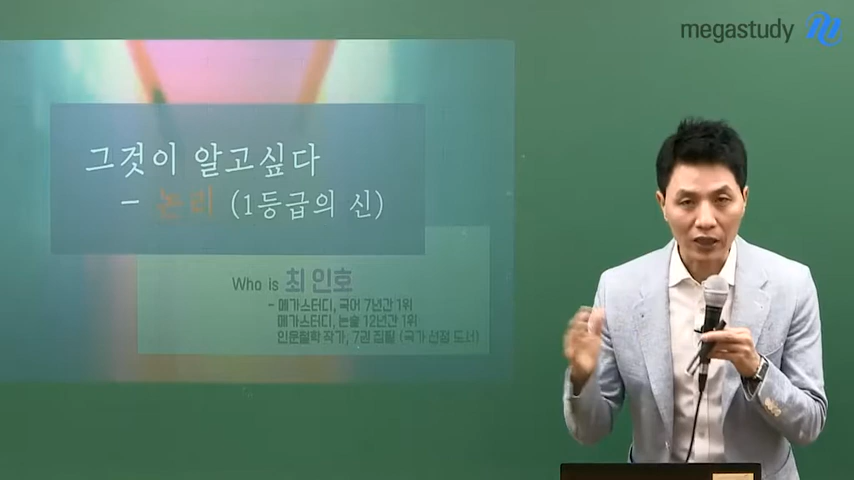 megastudy
그것이 알고싶다
- 논리 (1등급의 신)
Who is 최인호
- 메가스터디, 국어 7년간 1위
메가스터디, 논술 12년간 1위
인문철학 작가, 7권 집필 (국가 선정 도서)